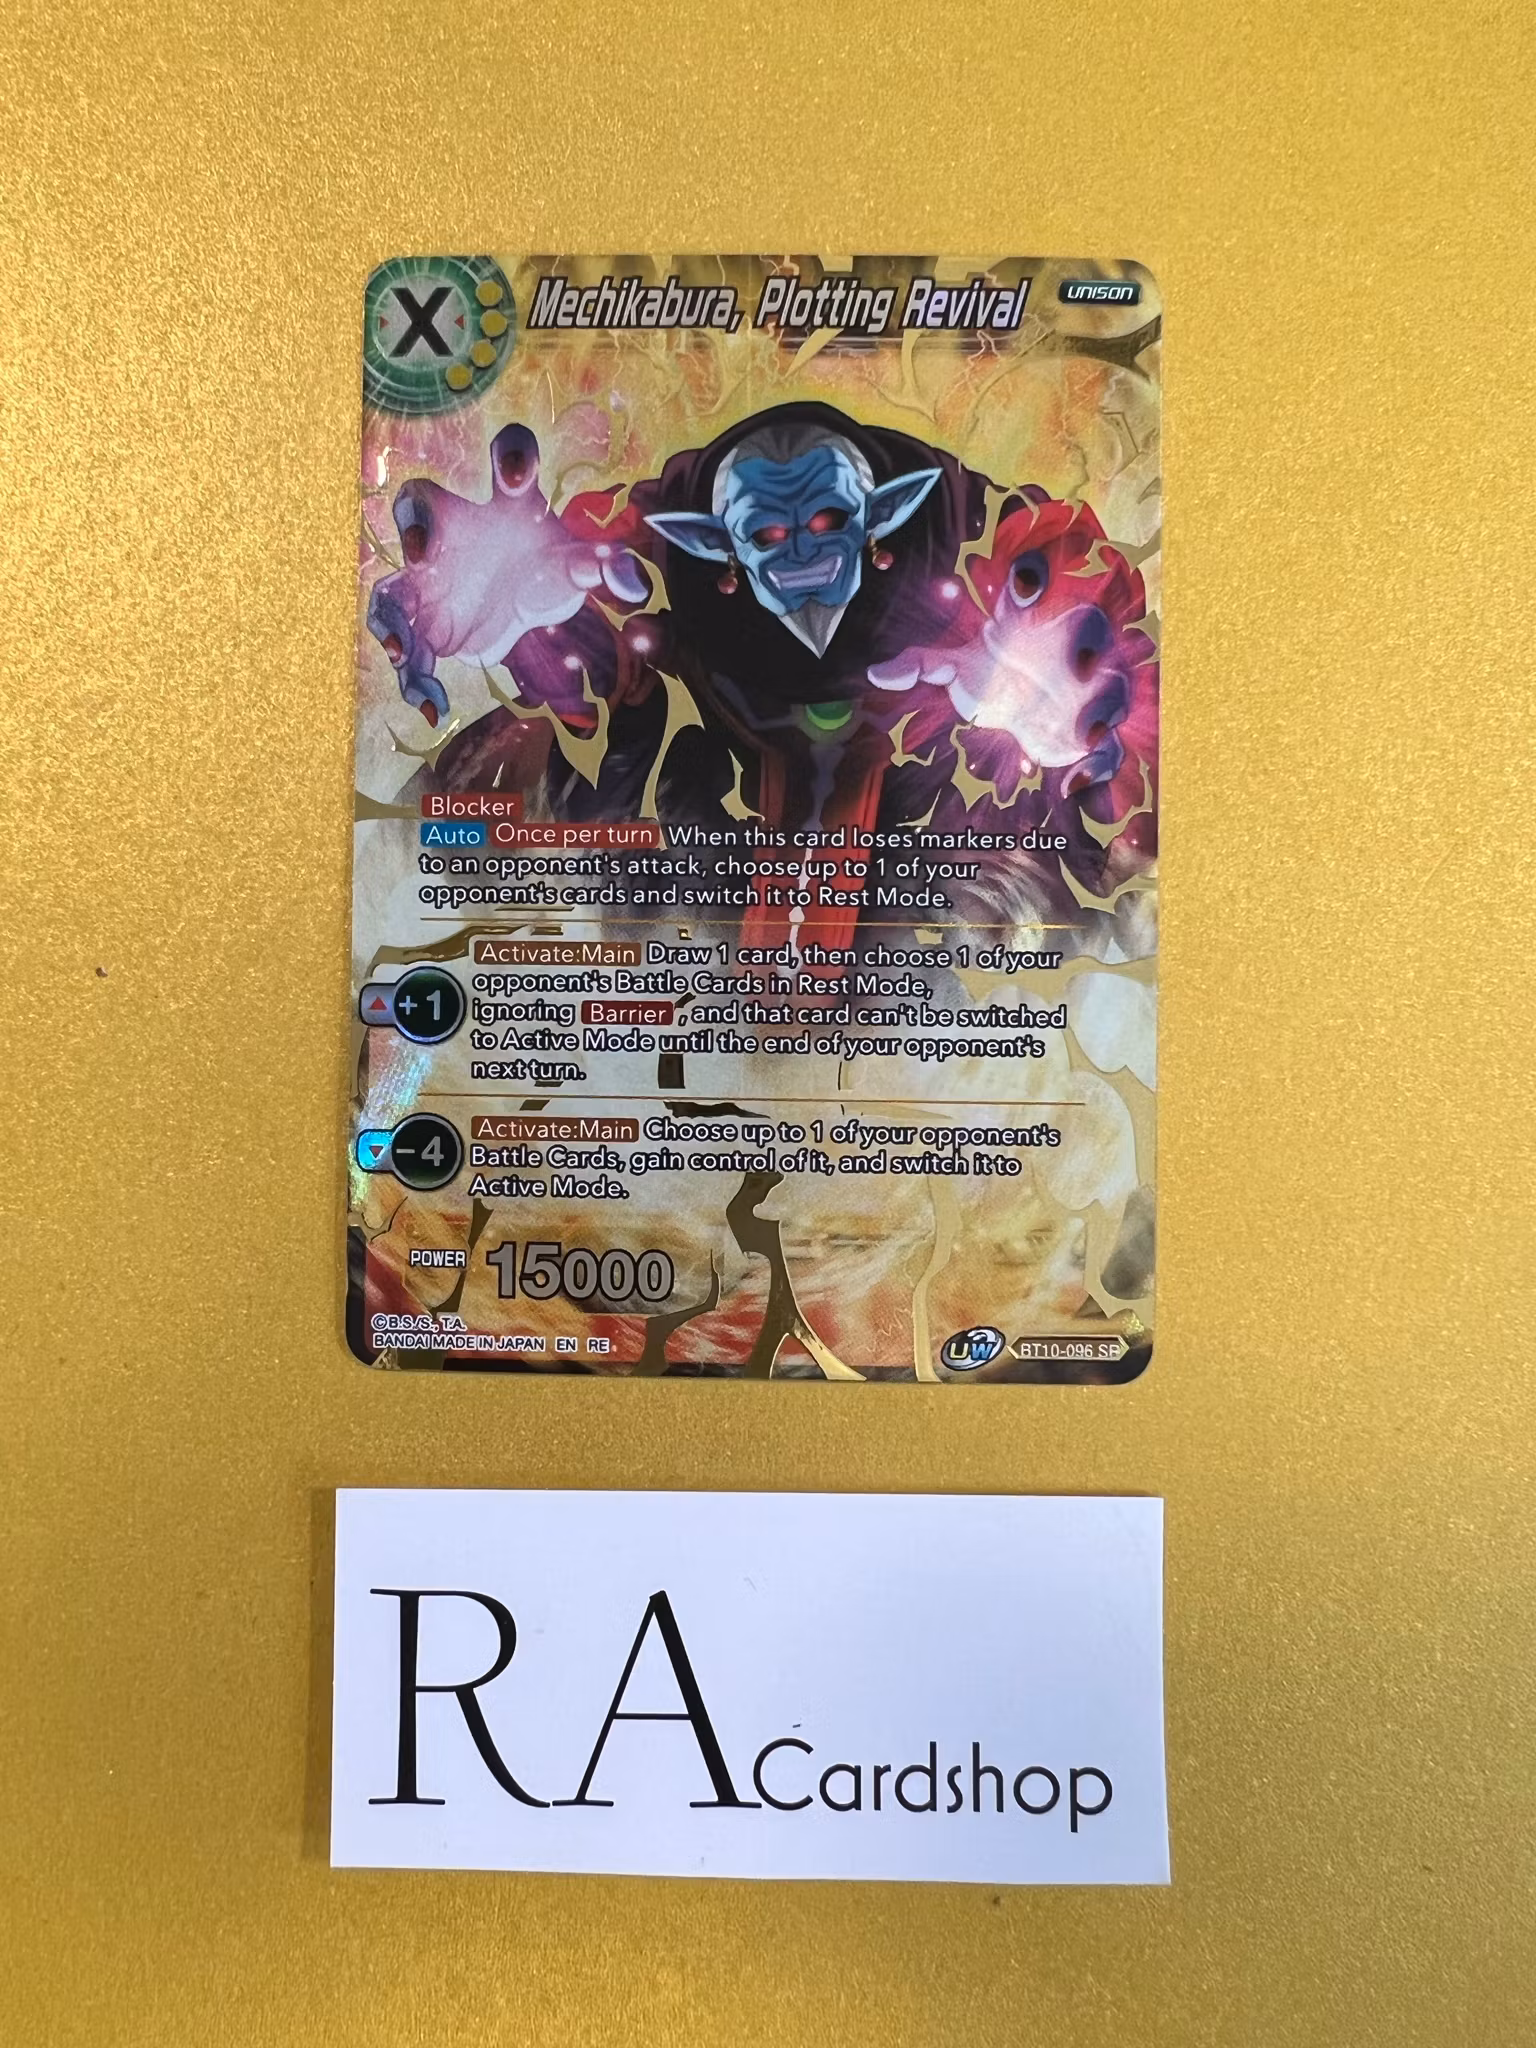 X
Mechikabura, Plotting Revival
UNISON
Blocker
Auto Once per turn When this card loses markers due
to an opponent's attack, choose up to 1 of your
opponent's cards and switch it to Rest Mode.
Activate:Main Draw 1 card, then choose 1 of your
opponent's Battle Cards in Rest Mode,
+1
ignoring Barrier, and that card can't be switched
to Active Mode until the end of your opponent's
next turn.
Activate:Main Choose up to 1 of your opponent's
-4
Battle Cards, gain control of it, and switch it to
Active Mode.
POWER 15000
©B.S./S., T.A.
BANDAI MADE IN JAPAN EN RE
UW
BT10-096 SR
RA Cardshop